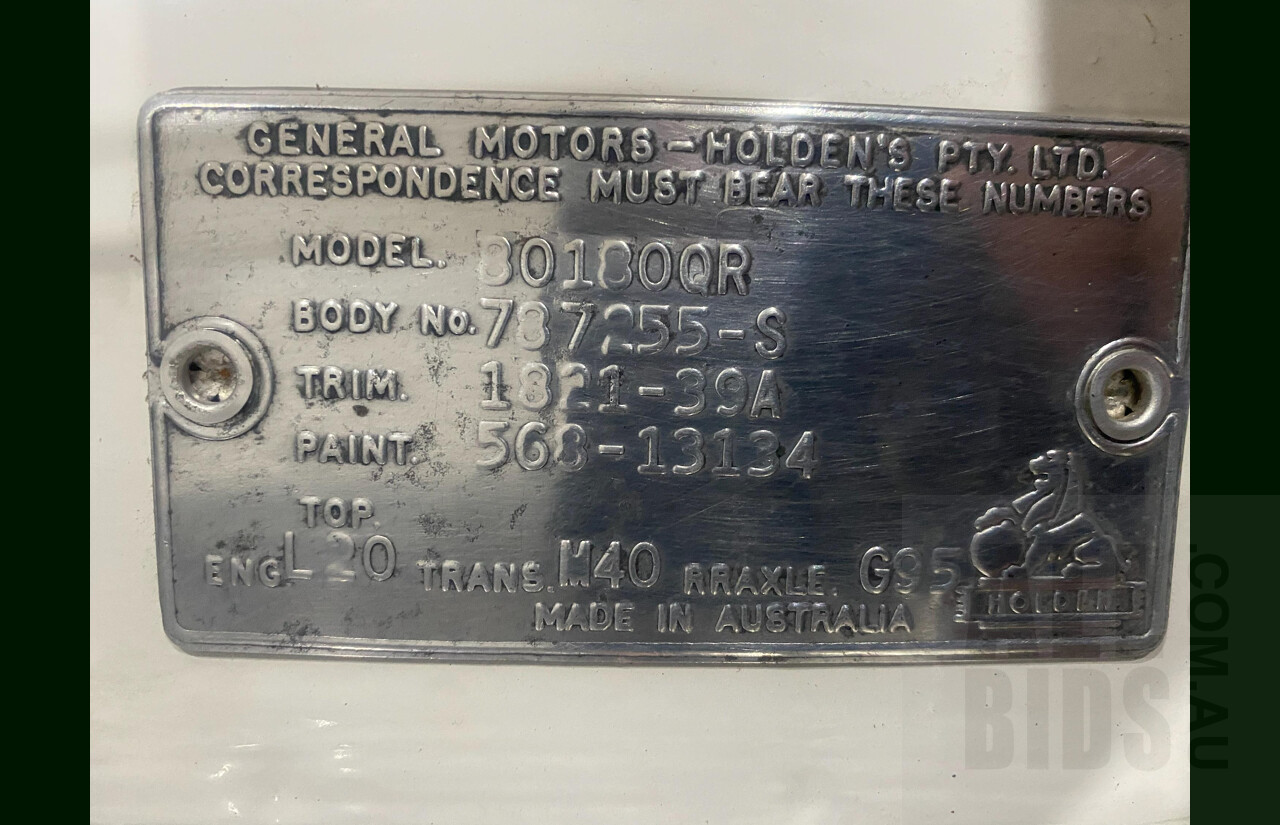 GENERAL MOTORS - HOLDEN'S PTY. LTD.
CORRESPONDENCE MUST BEAR THESE NUMBERS
MODEL. 80180QR
BODY No. 787255-S
TRIM. 1821-39A
PAINT. 568-13134
TOP.
ENG L20 TRANS. M40 RRAXLE. G95
HOLDEN
MADE IN AUSTRALIA
BIDS
.COM.AU